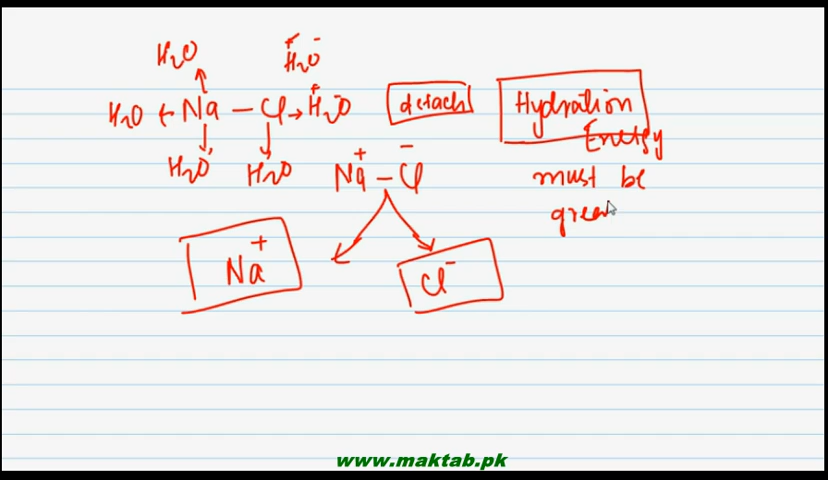 H2O
+ -
H2O
H2O ← Na — Cl → H2O
+ -
detach
Hydration
Energy
H2O
H2O
Na+ — Cl-
must be
grea
Na+
Cl-
www.maktab.pk